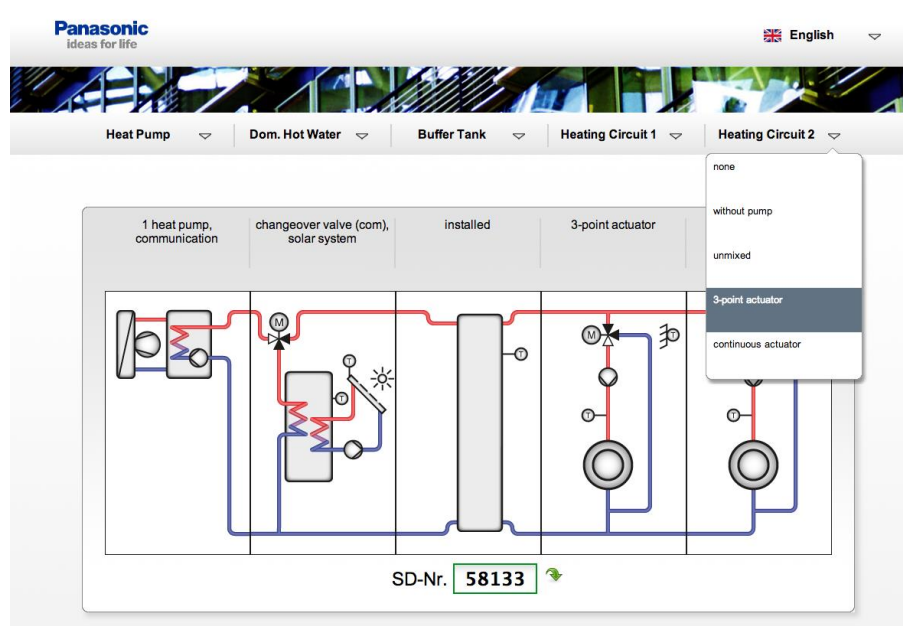 Panasonic
ideas for life
English
Heat Pump
Dom. Hot Water
Buffer Tank
Heating Circuit 1
Heating Circuit 2
none
without pump
unmixed
3-point actuator
continuous actuator
1 heat pump,
communication
changeover valve (com),
solar system
installed
3-point actuator
M
T
T
T
M
T
T
T
SD-Nr. 58133